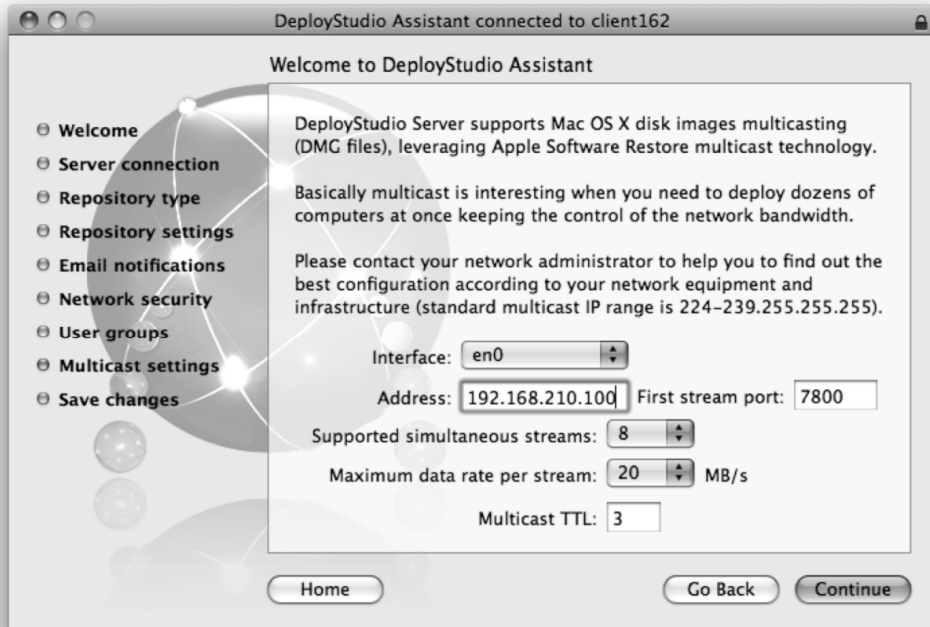 DeployStudio Assistant connected to client162
Welcome to DeployStudio Assistant
Welcome
Server connection
Repository type
Repository settings
Email notifications
Network security
User groups
Multicast settings
Save changes
DeployStudio Server supports Mac OS X disk images multicasting
(DMG files), leveraging Apple Software Restore multicast technology.
Basically multicast is interesting when you need to deploy dozens of
computers at once keeping the control of the network bandwidth.
Please contact your network administrator to help you to find out the
best configuration according to your network equipment and
infrastructure (standard multicast IP range is 224-239.255.255.255).
Interface: en0
Address: 192.168.210.100 First stream port: 7800
Supported simultaneous streams: 8
Maximum data rate per stream: 20 MB/s
Multicast TTL: 3
Home Go Back Continue